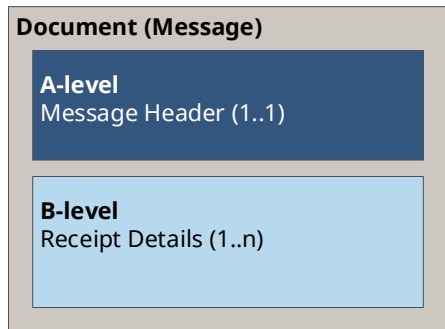 Document (Message)
A-level
Message Header (1..1)
B-level
Receipt Details (1..n)